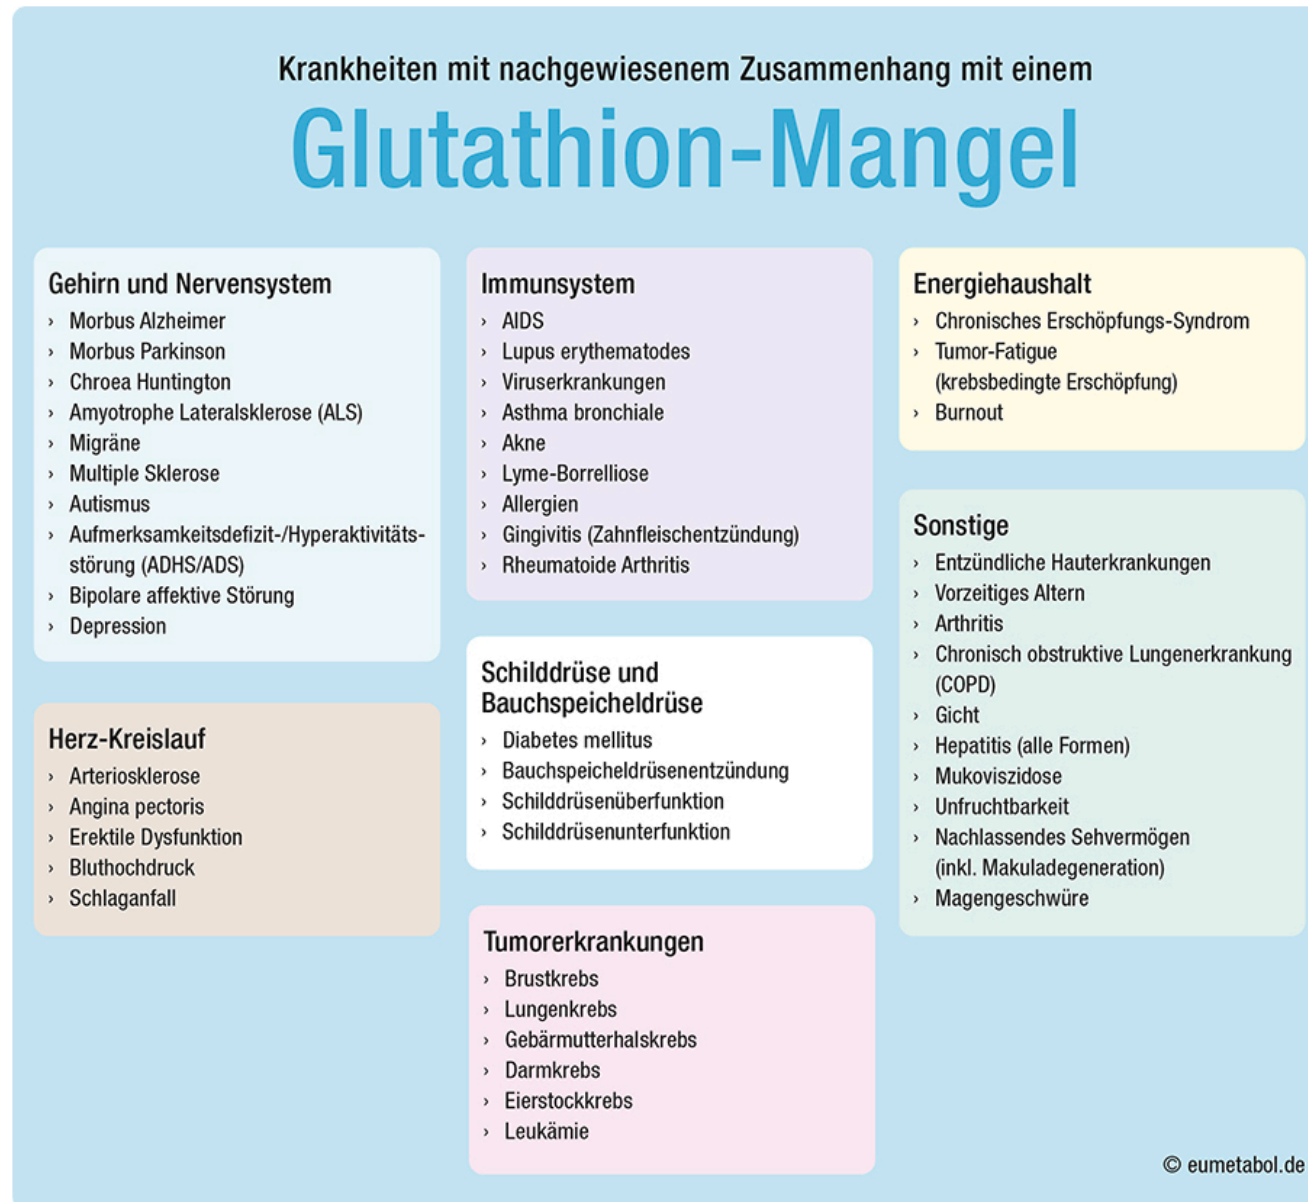 Krankheiten mit nachgewiesenem Zusammenhang mit einem
Glutathion-Mangel
Gehirn und Nervensystem
› Morbus Alzheimer
› Morbus Parkinson
› Chroea Huntington
› Amyotrophe Lateralsklerose (ALS)
› Migräne
› Multiple Sklerose
› Autismus
› Aufmerksamkeitsdefizit-/Hyperaktivitäts-
störung (ADHS/ADS)
› Bipolare affektive Störung
› Depression
Herz-Kreislauf
› Arteriosklerose
› Angina pectoris
› Erektile Dysfunktion
› Bluthochdruck
› Schlaganfall
Immunsystem
› AIDS
› Lupus erythematodes
› Viruserkrankungen
› Asthma bronchiale
› Akne
› Lyme-Borrelliose
› Allergien
› Gingivitis (Zahnfleischentzündung)
› Rheumatoide Arthritis
Schilddrüse und
Bauchspeicheldrüse
› Diabetes mellitus
› Bauchspeicheldrüsenentzündung
› Schilddrüsenüberfunktion
› Schilddrüsenunterfunktion
Tumorerkrankungen
› Brustkrebs
› Lungenkrebs
› Gebärmutterhalskrebs
› Darmkrebs
› Eierstockkrebs
› Leukämie
Energiehaushalt
› Chronisches Erschöpfungs-Syndrom
› Tumor-Fatigue
(krebsbedingte Erschöpfung)
› Burnout
Sonstige
› Entzündliche Hauterkrankungen
› Vorzeitiges Altern
› Arthritis
› Chronisch obstruktive Lungenerkrankung
(COPD)
› Gicht
› Hepatitis (alle Formen)
› Mukoviszidose
› Unfruchtbarkeit
› Nachlassendes Sehvermögen
(inkl. Makuladegeneration)
› Magengeschwüre
© eumetabol.de